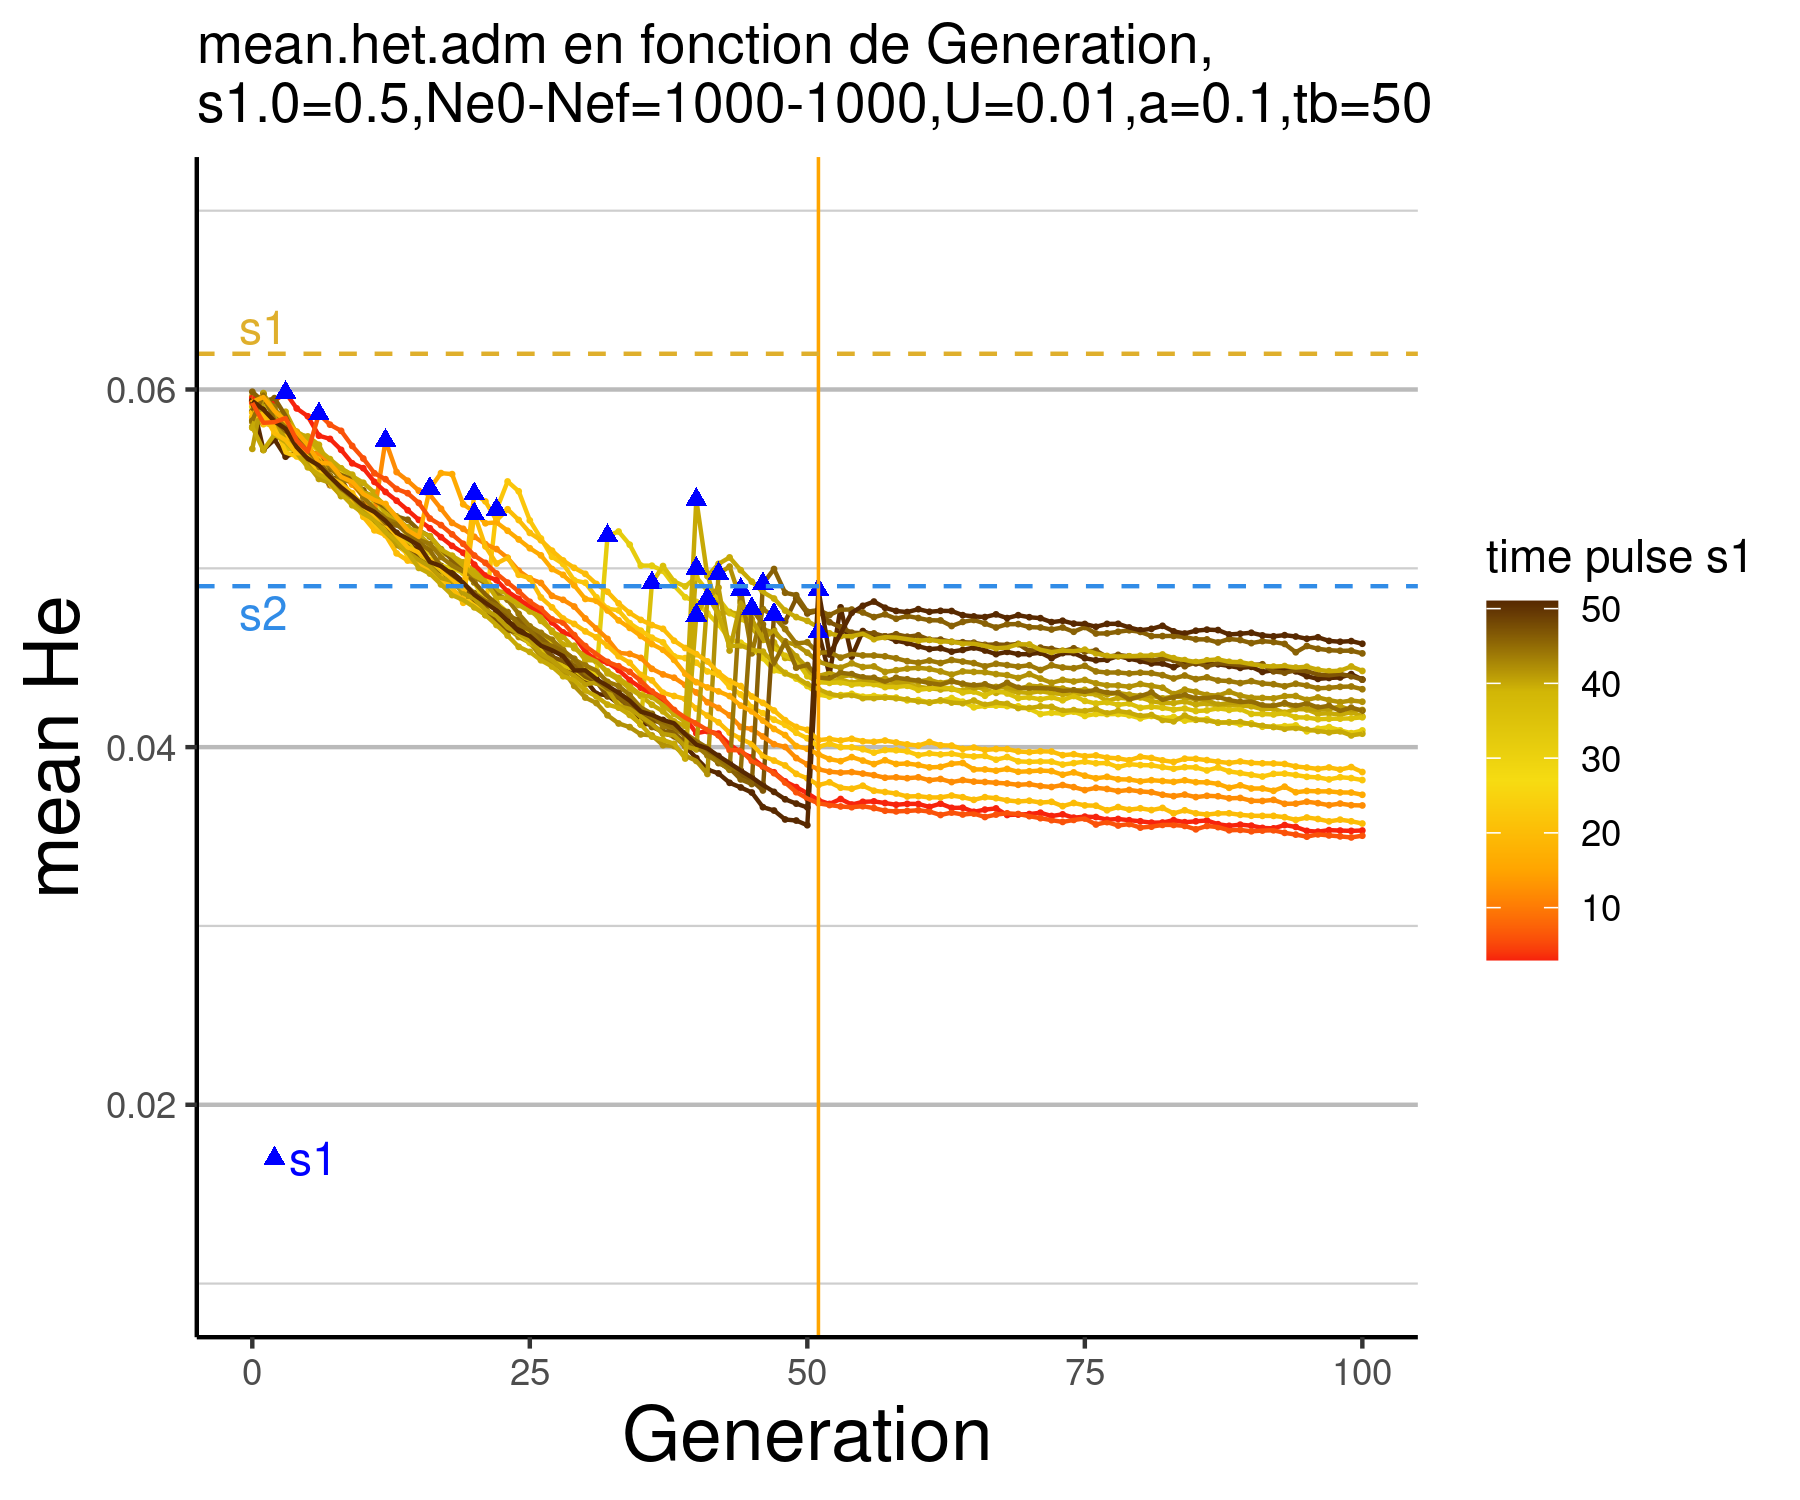 mean.het.adm en fonction de Generation,
s1.0=0.5,Ne0-Nef=1000-1000,U=0.01,a=0.1,tb=50
s1
0.06
s2
0.04
0.02
s1
mean He
0
25
50
75
100
Generation
time pulse s1
50
40
30
20
10